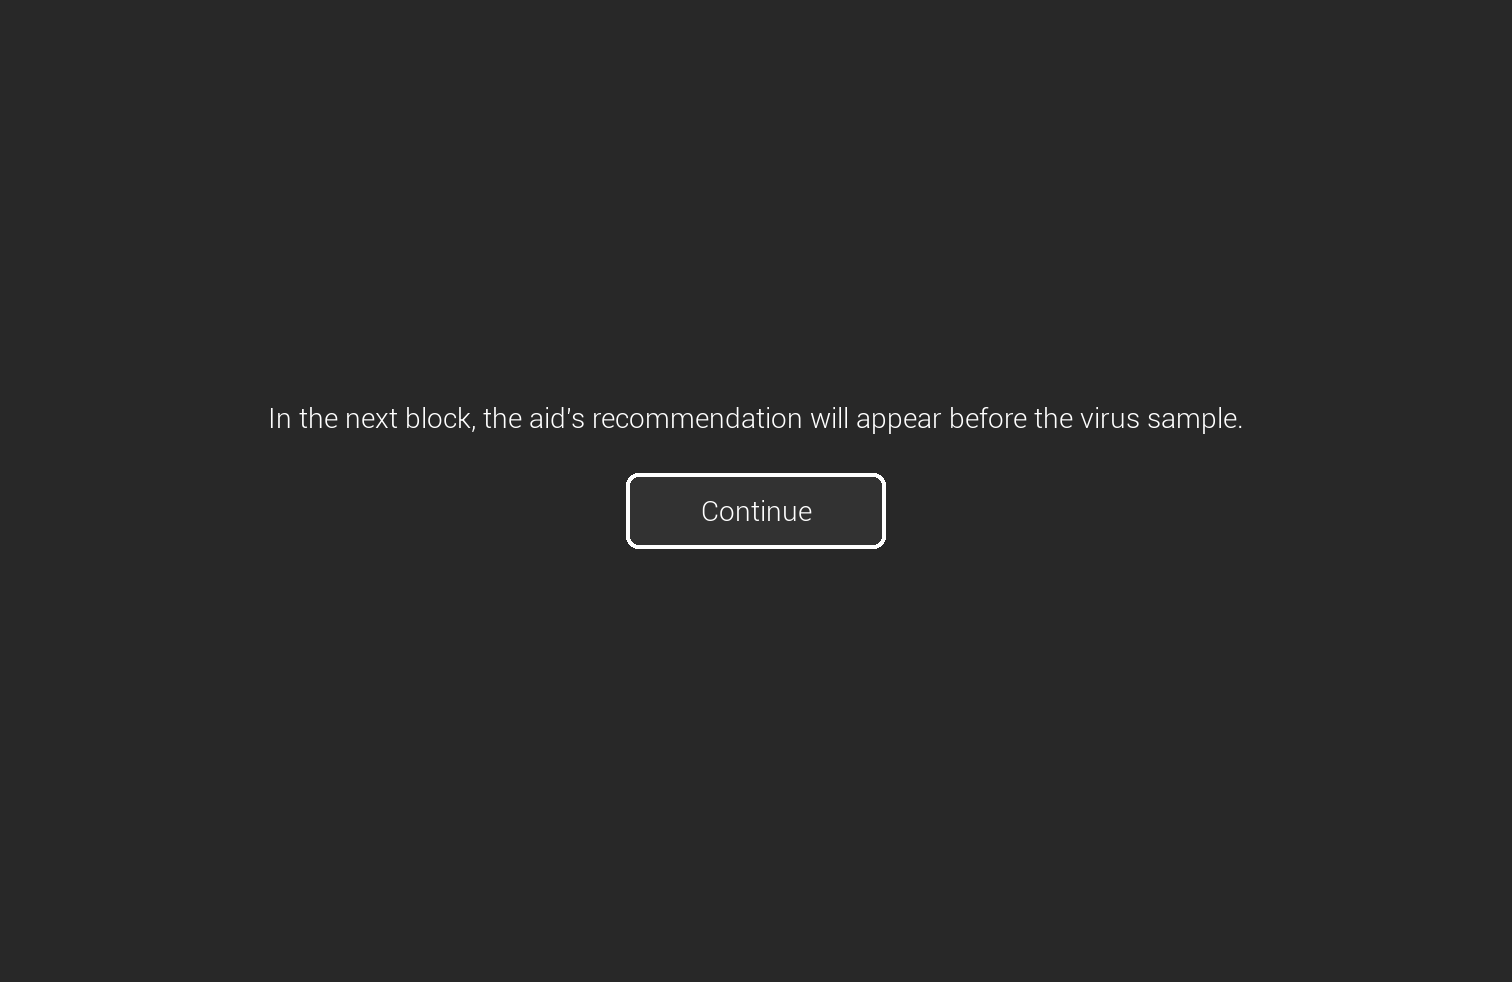 In the next block, the aid's recommendation will appear before the virus sample.
Continue